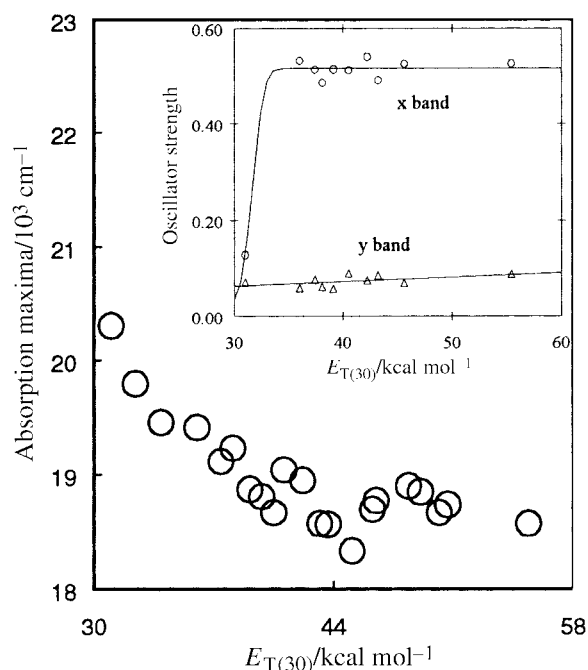 23
22
21
20
19
18
Absorption maxima/10³ cm⁻¹
30
44
58
E_T(30)/kcal mol⁻¹
0.60
0.40
0.20
0.00
Oscillator strength
x band
y band
30
40
50
60
E_T(30)/kcal mol⁻¹